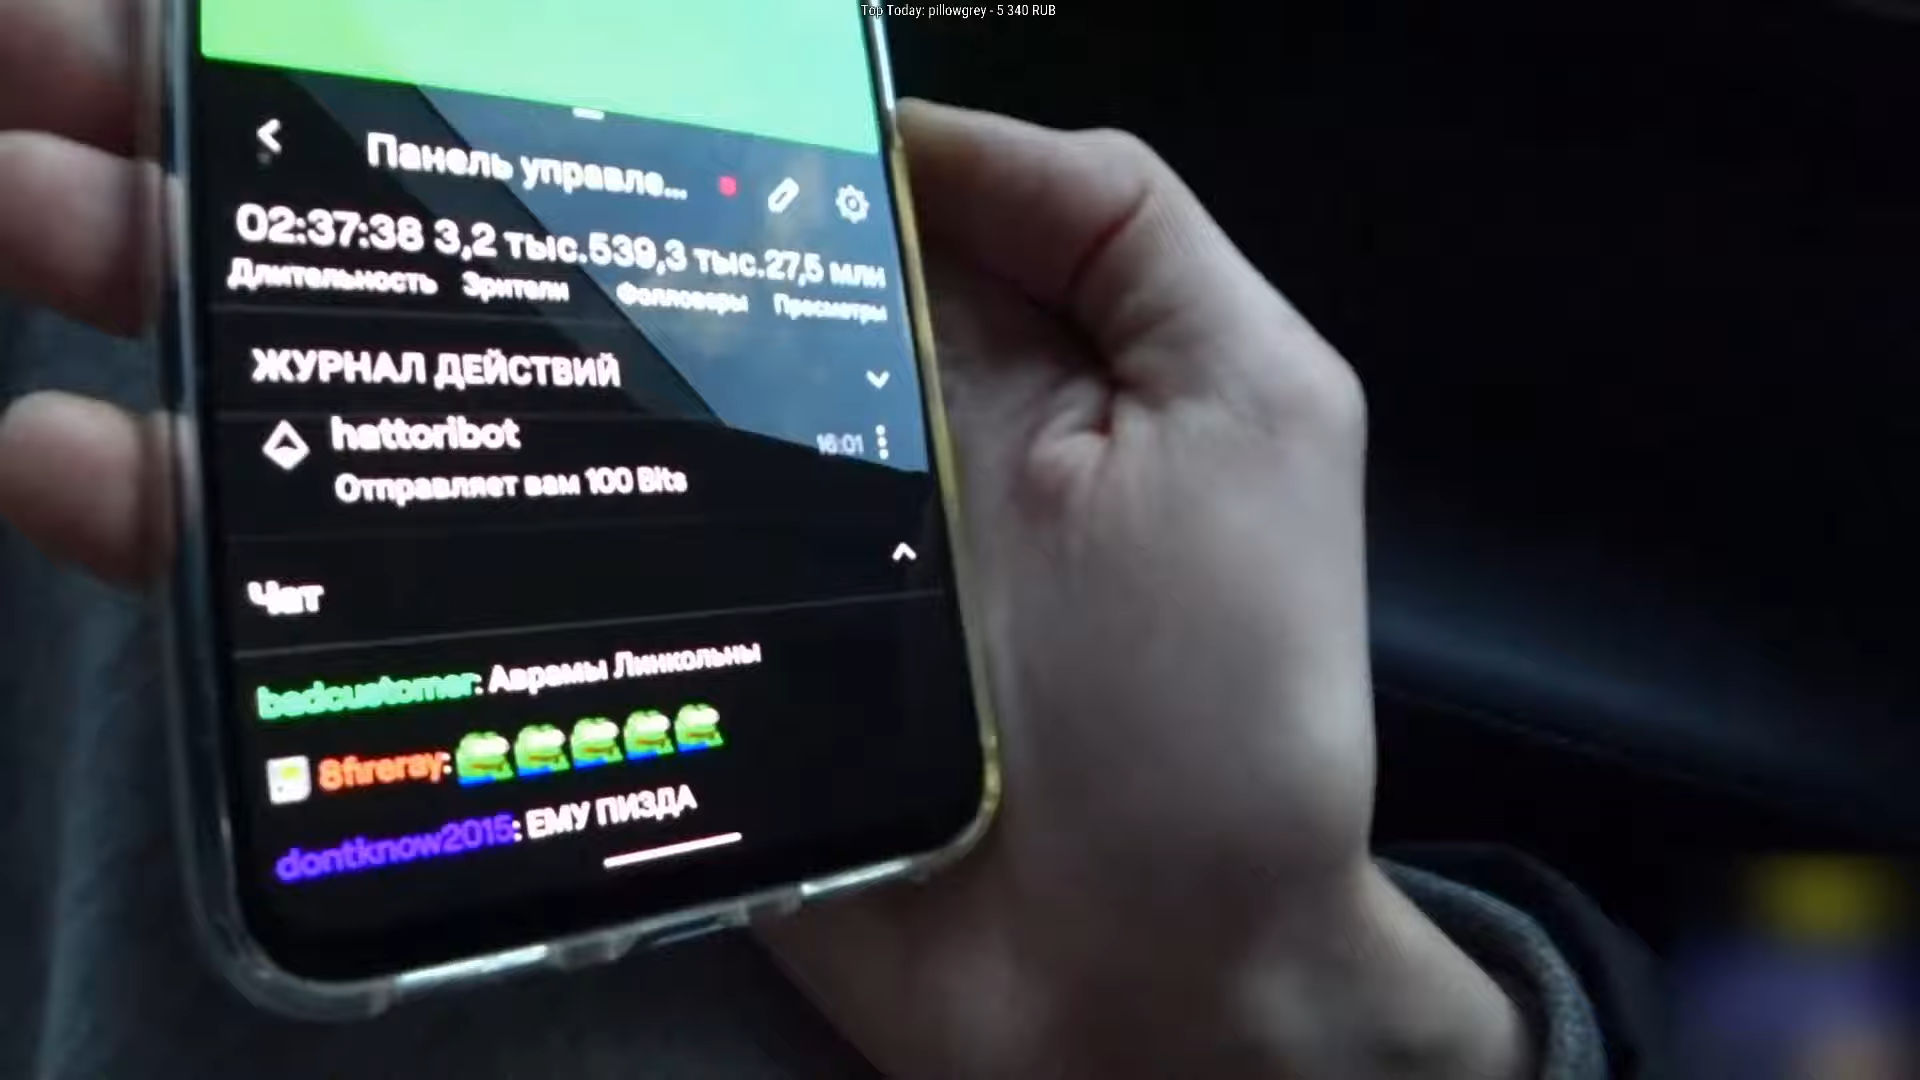 Top Today: pillowgrey - 5 340 RUB
Панель управле...
02:37:38 3,2 тыс. 539,3 тыс. 27,5 млн
Длительность Зрители Фолловеры Просмотры
ЖУРНАЛ ДЕЙСТВИЙ
hattoribot
16:01
Отправляет вам 100 Bits
Чат
badcustomer: Аврамы Линкольны
8fireray:
dontknow2015: ЕМУ ПИЗДА